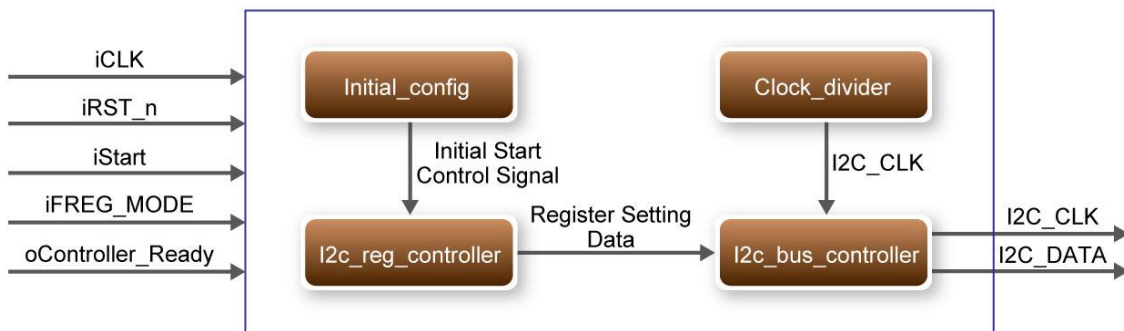 iCLK
iRST_n
iStart
iFREG_MODE
oController_Ready
Initial_config
Clock_divider
Initial Start
Control Signal
I2C_CLK
I2c_reg_controller
Register Setting
Data
I2c_bus_controller
I2C_CLK
I2C_DATA